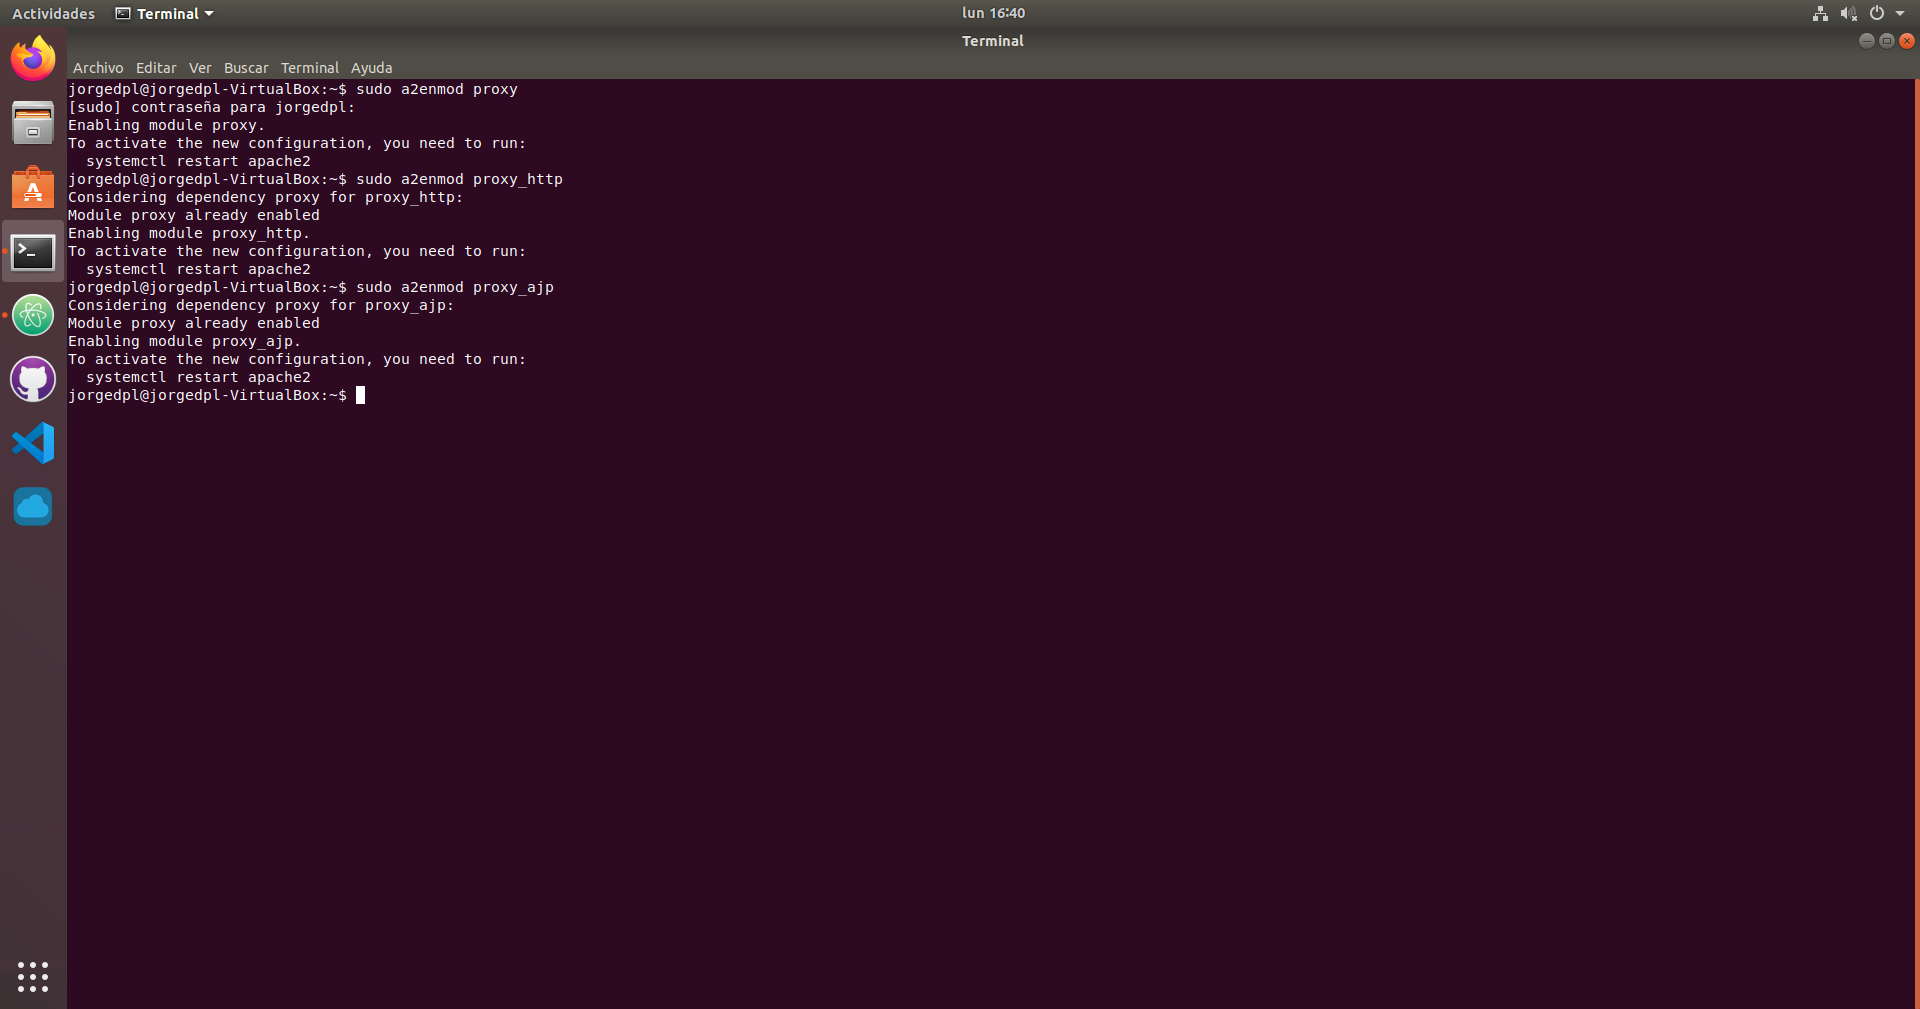 Actividades Terminal lun 16:40
Terminal
Archivo Editar Ver Buscar Terminal Ayuda
jorgedpl@jorgedpl-VirtualBox:~$ sudo a2enmod proxy
[sudo] contraseña para jorgedpl:
Enabling module proxy.
To activate the new configuration, you need to run:
  systemctl restart apache2
jorgedpl@jorgedpl-VirtualBox:~$ sudo a2enmod proxy_http
Considering dependency proxy for proxy_http:
Module proxy already enabled
Enabling module proxy_http.
To activate the new configuration, you need to run:
  systemctl restart apache2
jorgedpl@jorgedpl-VirtualBox:~$ sudo a2enmod proxy_ajp
Considering dependency proxy for proxy_ajp:
Module proxy already enabled
Enabling module proxy_ajp.
To activate the new configuration, you need to run:
  systemctl restart apache2
jorgedpl@jorgedpl-VirtualBox:~$